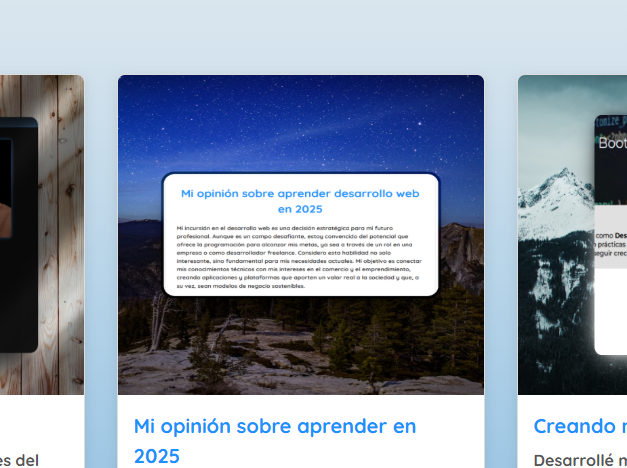 Mi opinión sobre aprender desarrollo web
en 2025
Mi incursión en el desarrollo web es una decisión estratégica para mi futuro
profesional. Aunque es un campo desafiante, estoy convencido del potencial que
ofrece la programación para alcanzar mis metas, ya sea a través de un rol en una
empresa o como desarrollador freelance. Considero esta habilidad no solo
interesante, sino fundamental para mis necesidades actuales. Mi objetivo es conectar
mis conocimientos técnicos con mis intereses en el comercio y el emprendimiento,
creando aplicaciones y plataformas que aporten un valor real a la sociedad y que, a
su vez, sean modelos de negocio sostenibles.
Mi opinión sobre aprender en
2025
es del
Boot
como Des
prácticas
seguir crec
Creando
Desarrollé